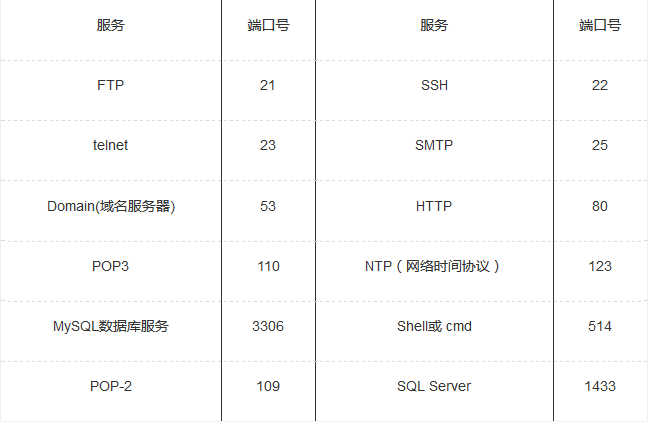 服务 端口号 服务 端口号
FTP 21 SSH 22
telnet 23 SMTP 25
Domain(域名服务器) 53 HTTP 80
POP3 110 NTP（网络时间协议） 123
MySQL数据库服务 3306 Shell或 cmd 514
POP-2 109 SQL Server 1433